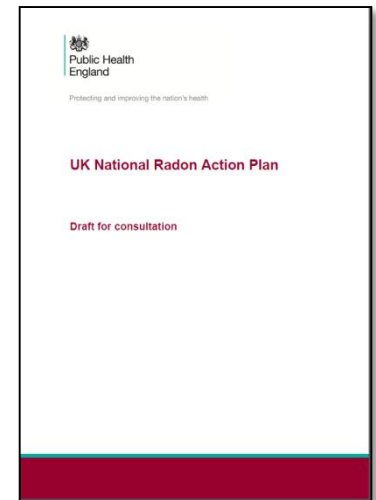 Public Health
England
Protecting and improving the nation's health
UK National Radon Action Plan
Draft for consultation